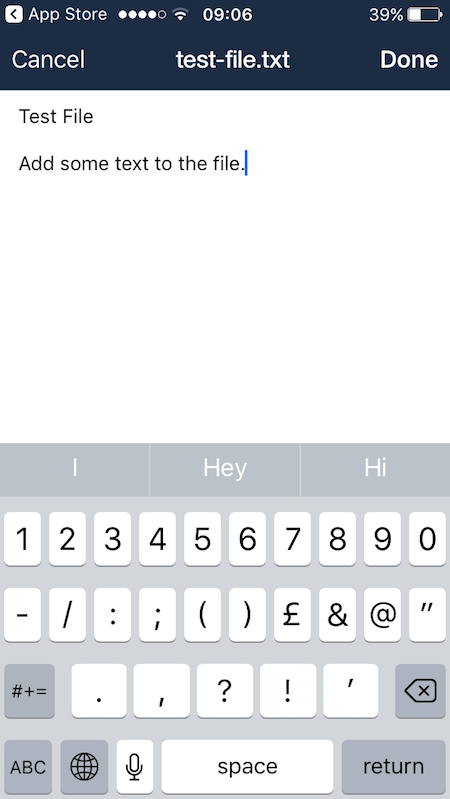 App Store 09:06 39%
Cancel test-file.txt Done
Test File
Add some text to the file.
I Hey Hi
1 2 3 4 5 6 7 8 9 0
- / : ; ( ) £ & @ "
#+= . , ? ! '
ABC space return